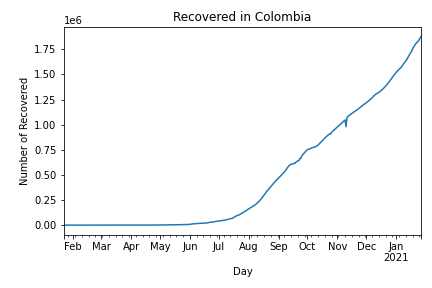 Recovered in Colombia
1e6
1.75
1.50
1.25
1.00
0.75
0.50
0.25
0.00
Number of Recovered
Feb Mar Apr May Jun Jul Aug Sep Oct Nov Dec Jan
2021
Day